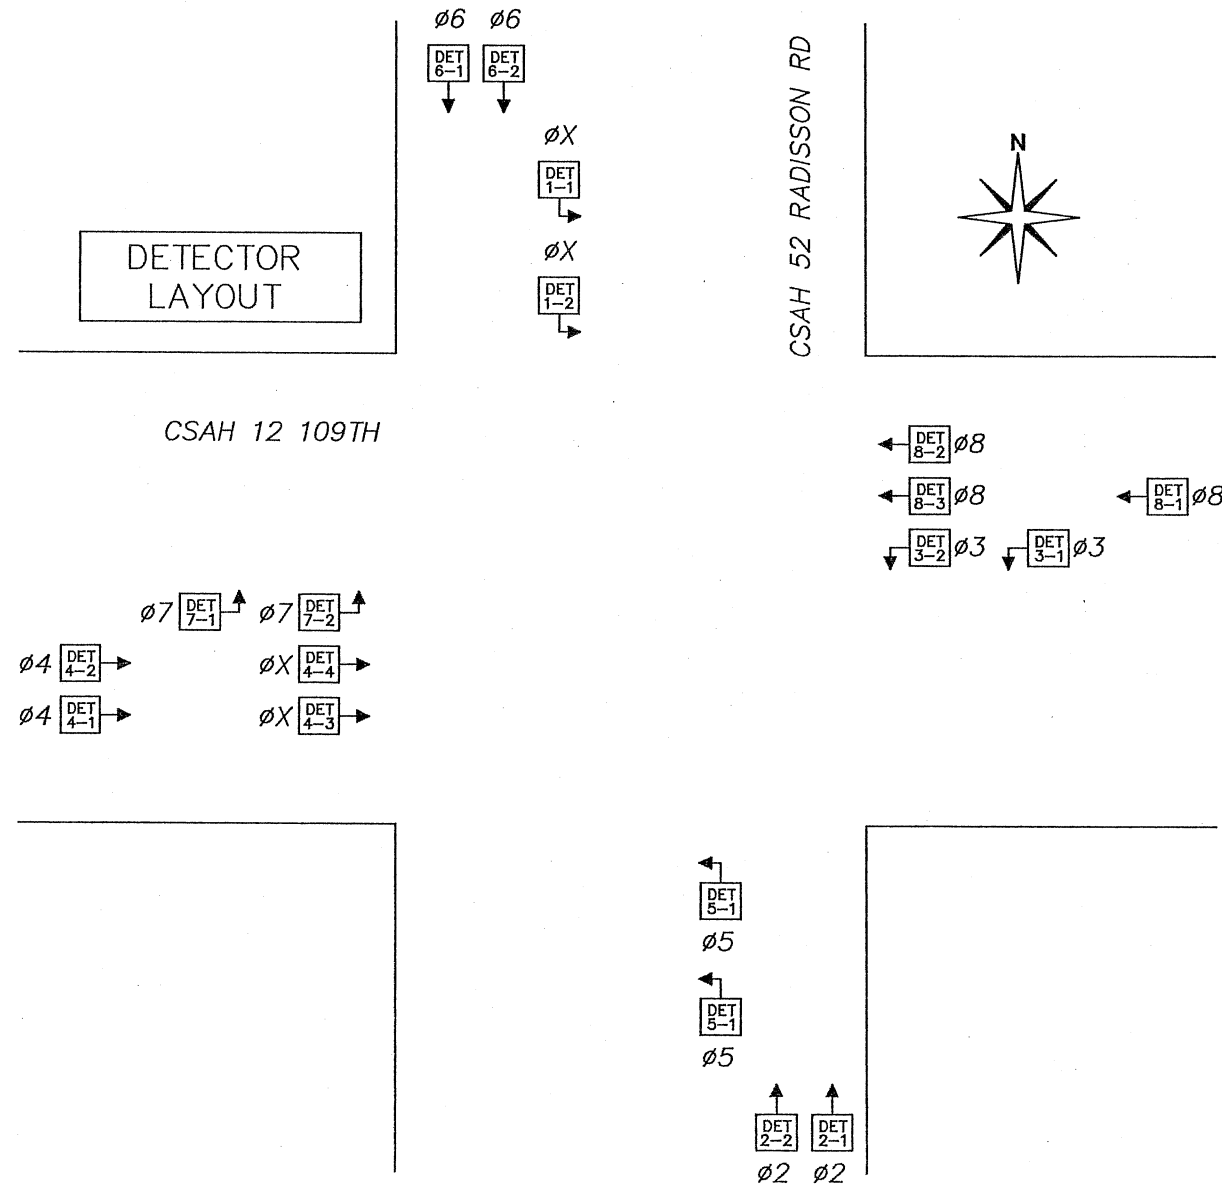 ø6 ø6
DET
6-1
DET
6-2
øX
DET
1-1
øX
DET
1-2
CSAH 52 RADISSON RD
N
DETECTOR
LAYOUT
CSAH 12 109TH
DET
8-2
ø8
DET
8-3
ø8
DET
8-1
ø8
DET
3-2
ø3
DET
3-1
ø3
ø7
DET
7-1
ø7
DET
7-2
ø4
DET
4-2
øX
DET
4-4
ø4
DET
4-1
øX
DET
4-3
DET
5-1
ø5
DET
5-1
ø5
DET
2-2
DET
2-1
ø2 ø2